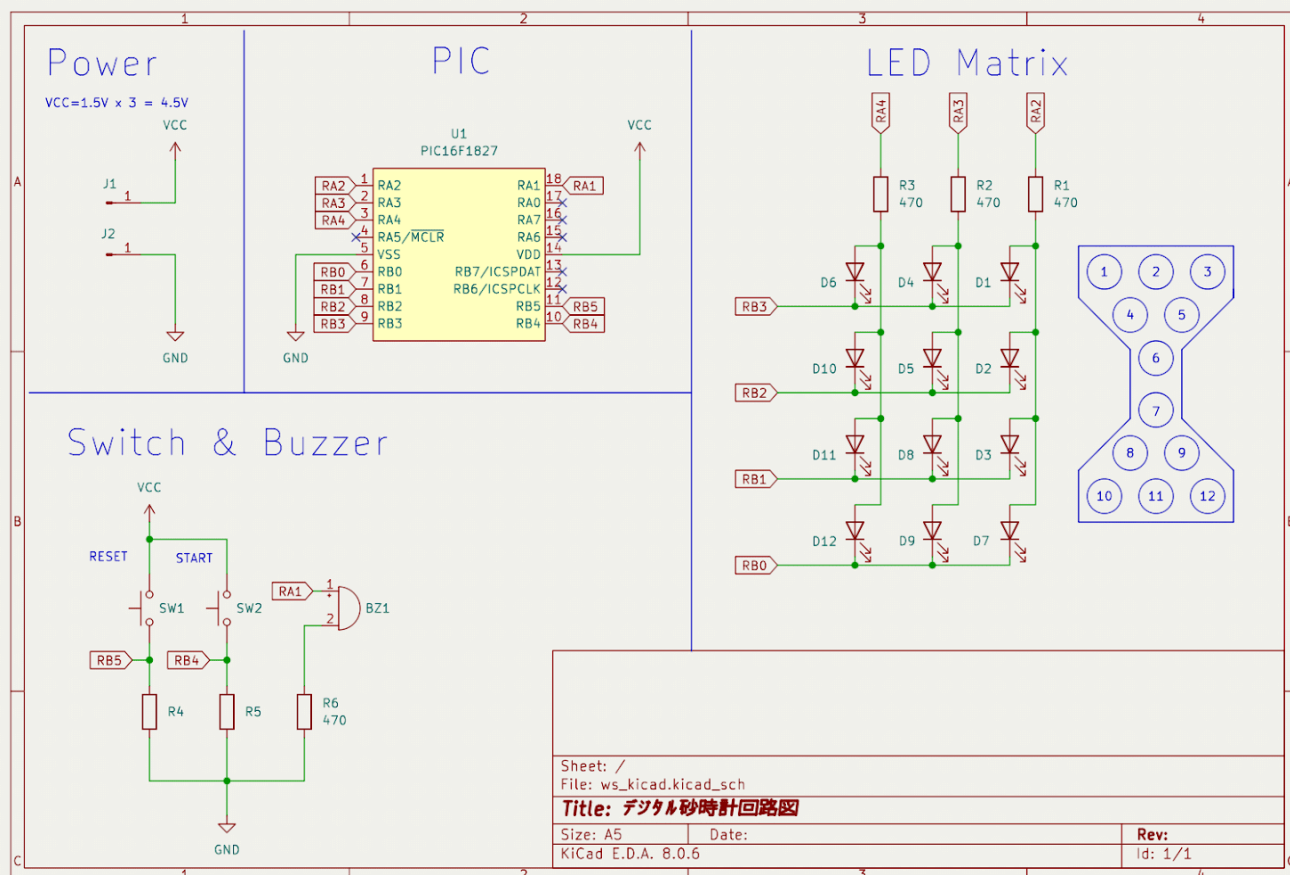 1 2 3 4
A
B
C
Power
VCC=1.5V x 3 = 4.5V
VCC
J1
1
J2
1
GND
PIC
U1
PIC16F1827
VCC
GND
RA2 1 RA2
RA3 2 RA3
RA4 3 RA4
4 RA5/MCLR
5 VSS
RB0 6 RB0
RB1 7 RB1
RB2 8 RB2
RB3 9 RB3
RA1 18 RA1
RA0 17
RA7 16
RA6 15
VDD 14
RB7/ICSPDAT 13
RB6/ICSPCLK 12
RB5 11 RB5
RB4 10 RB4
LED Matrix
RA4 RA3 RA2
R3 R2 R1
470 470 470
D6 D4 D1
RB3
D10 D5 D2
RB2
D11 D8 D3
RB1
D12 D9 D7
RB0
1 2 3
4 5
6
7
8 9
10 11 12
Switch & Buzzer
VCC
RESET START
SW1 SW2
RA1 1
2
BZ1
RB5 RB4
R4 R5 R6
470
GND
Sheet: /
File: ws_kicad.kicad_sch
Title: デジタル砂時計回路図
Size: A5 Date: Rev:
KiCad E.D.A. 8.0.6 Id: 1/1
1 2 3 4